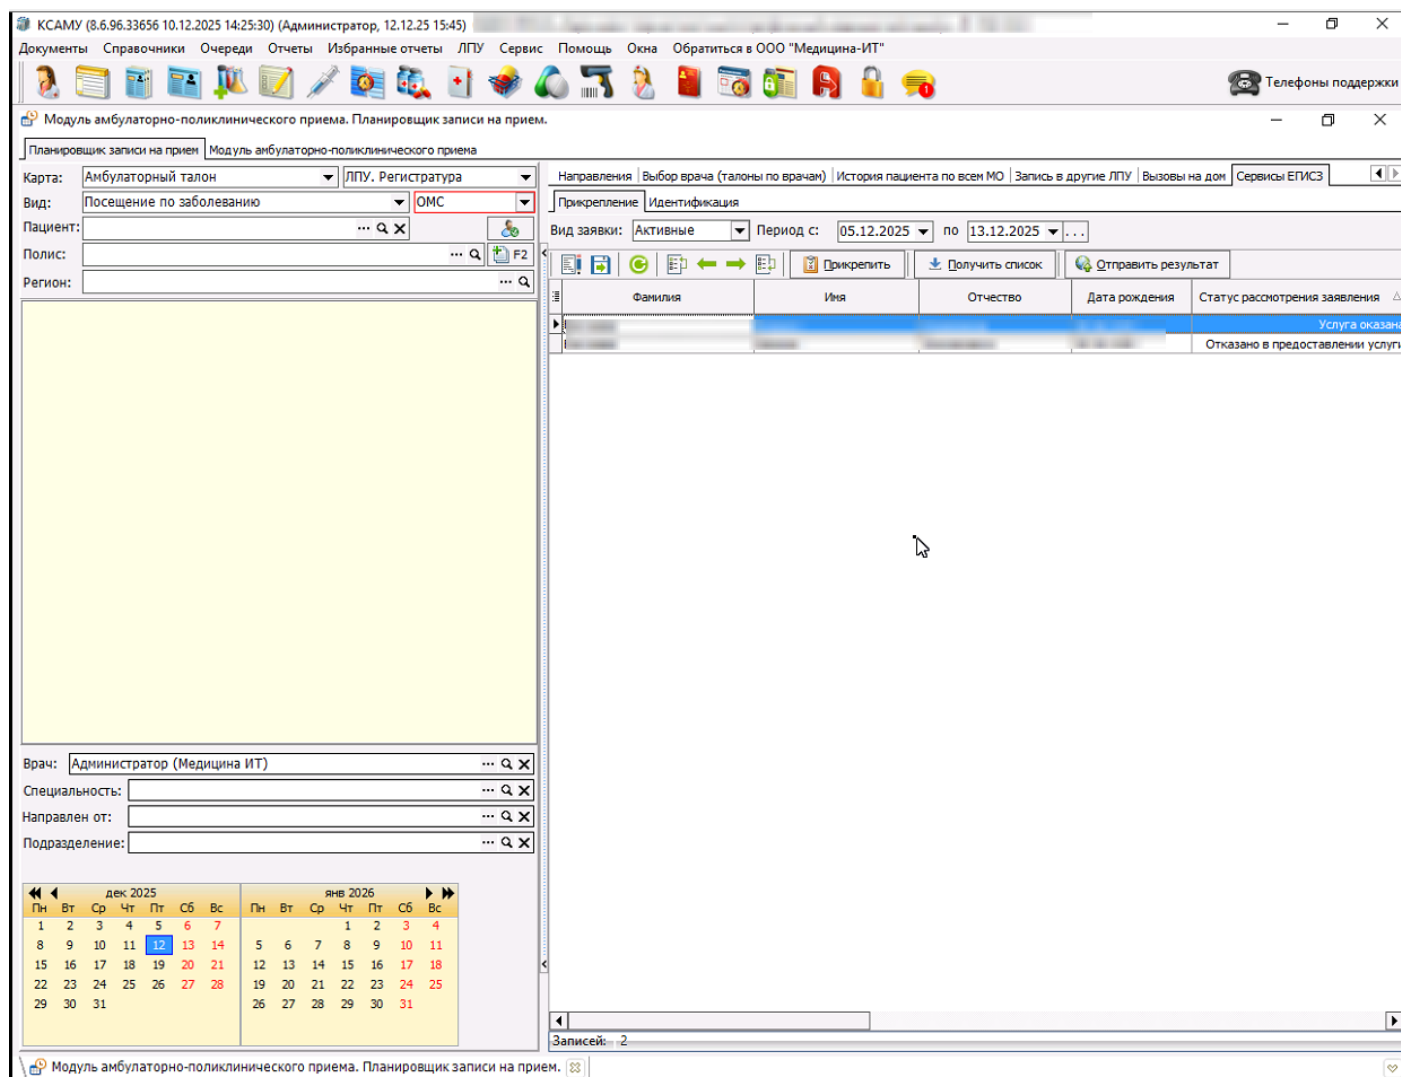 КСАМУ (8.6.96.33656 10.12.2025 14:25:30) (Администратор, 12.12.25 15:45)
Документы Справочники Очереди Отчеты Избранные отчеты ЛПУ Сервис Помощь Окна Обратиться в ООО "Медицина-ИТ"
1
Телефоны поддержки
Модуль амбулаторно-поликлинического приема. Планировщик записи на прием.
Планировщик записи на прием Модуль амбулаторно-поликлинического приема
Карта: Амбулаторный талон ЛПУ. Регистратура
Вид: Посещение по заболеванию ОМС
Пациент:
Полис: F2
Регион:
Направления Выбор врача (талоны по врачам) История пациента по всем МО Запись в другие ЛПУ Вызовы на дом Сервисы ЕГИСЗ
Прикрепление Идентификация
Вид заявки: Активные Период с: 05.12.2025 по 13.12.2025 ...
Прикрепить Получить список Отправить результат
Фамилия Имя Отчество Дата рождения Статус рассмотрения заявления
Услуга оказана
Отказано в предоставлении услуги
Врач: Администратор (Медицина ИТ)
Специальность:
Направлен от:
Подразделение:
дек 2025 янв 2026
Пн Вт Ср Чт Пт Сб Вс Пн Вт Ср Чт Пт Сб Вс
1 2 3 4 5 6 7 1 2 3 4
8 9 10 11 12 13 14 5 6 7 8 9 10 11
15 16 17 18 19 20 21 12 13 14 15 16 17 18
22 23 24 25 26 27 28 19 20 21 22 23 24 25
29 30 31 26 27 28 29 30 31
Записей: 2
Модуль амбулаторно-поликлинического приема. Планировщик записи на прием.